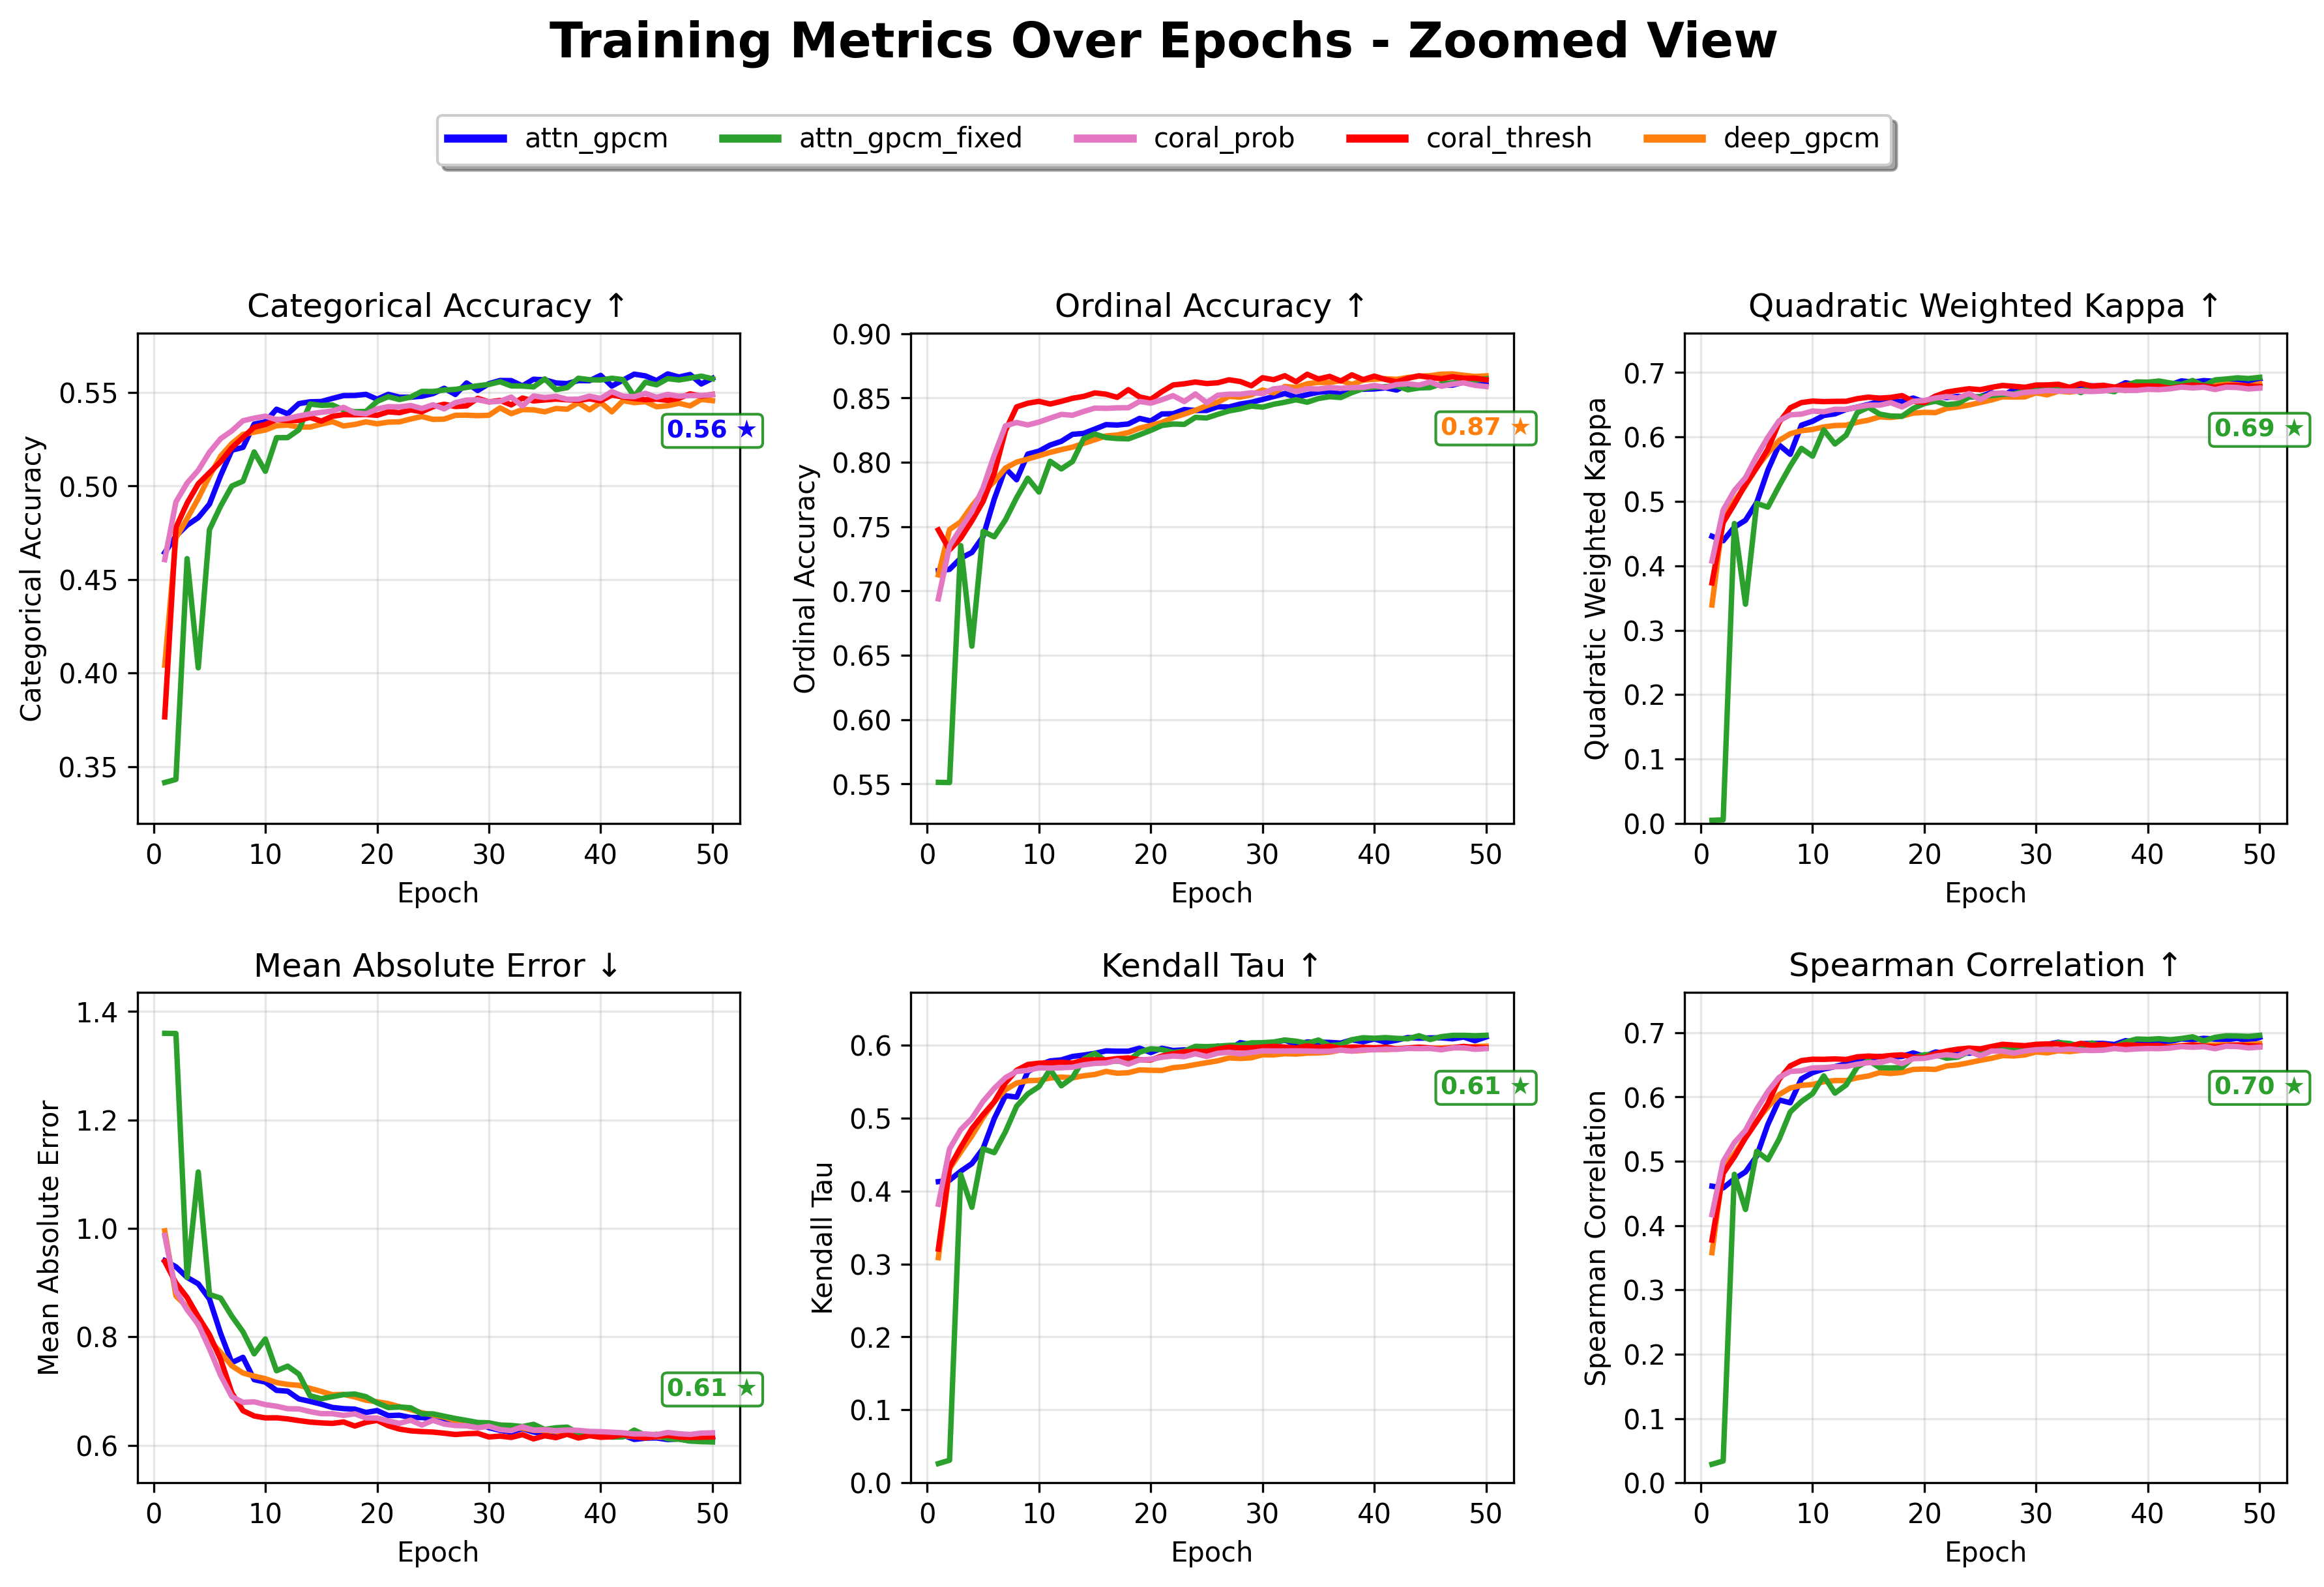 Training Metrics Over Epochs - Zoomed View
attn_gpcm
attn_gpcm_fixed
coral_prob
coral_thresh
deep_gpcm
Categorical Accuracy ↑
Categorical Accuracy
0.55
0.50
0.45
0.40
0.35
0.56 ★
0 10 20 30 40 50
Epoch
Ordinal Accuracy ↑
Ordinal Accuracy
0.90
0.85
0.80
0.75
0.70
0.65
0.60
0.55
0.87 ★
0 10 20 30 40 50
Epoch
Quadratic Weighted Kappa ↑
Quadratic Weighted Kappa
0.7
0.6
0.5
0.4
0.3
0.2
0.1
0.0
0.69 ★
0 10 20 30 40 50
Epoch
Mean Absolute Error ↓
Mean Absolute Error
1.4
1.2
1.0
0.8
0.6
0.61 ★
0 10 20 30 40 50
Epoch
Kendall Tau ↑
Kendall Tau
0.6
0.5
0.4
0.3
0.2
0.1
0.0
0.61 ★
0 10 20 30 40 50
Epoch
Spearman Correlation ↑
Spearman Correlation
0.7
0.6
0.5
0.4
0.3
0.2
0.1
0.0
0.70 ★
0 10 20 30 40 50
Epoch